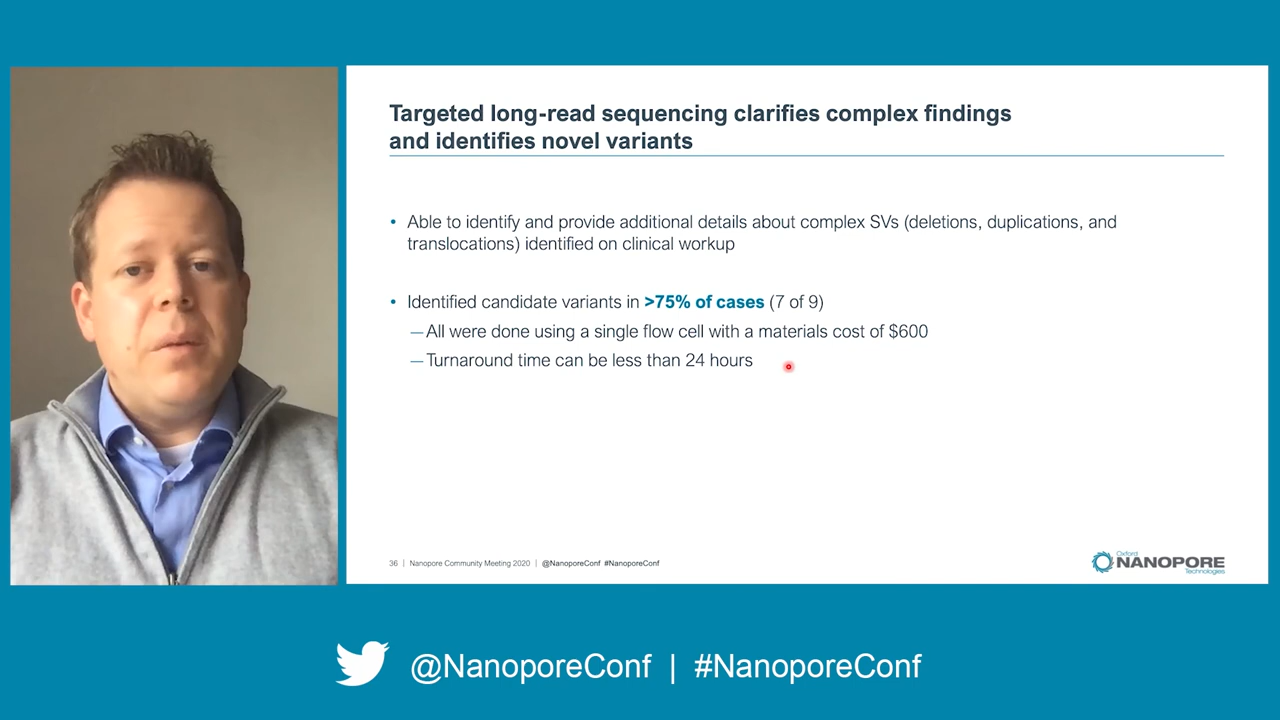 Targeted long-read sequencing clarifies complex findings
and identifies novel variants
• Able to identify and provide additional details about complex SVs (deletions, duplications, and
translocations) identified on clinical workup
• Identified candidate variants in >75% of cases (7 of 9)
— All were done using a single flow cell with a materials cost of $600
— Turnaround time can be less than 24 hours
36 | Nanopore Community Meeting 2020 | @NanoporeConf #NanoporeConf
Oxford
NANOPORE
Technologies
@NanoporeConf | #NanoporeConf